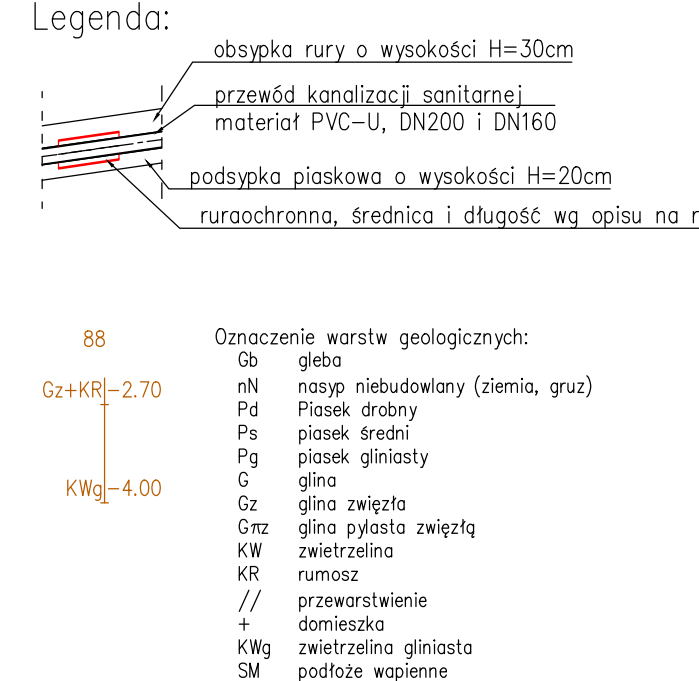 Legenda:
obsypka rury o wysokości H=30cm
przewód kanalizacji sanitarnej
materiał PVC-U, DN200 i DN160
podsypka piaskowa o wysokości H=20cm
ruraochronna, średnica i długość wg opisu na
88
Gz+KR -2.70
KWg -4.00
Oznaczenie warstw geologicznych:
Gb gleba
nN nasyp niebudowlany (ziemia, gruz)
Pd Piasek drobny
Ps piasek średni
Pg piasek gliniasty
G glina
Gz glina zwięzła
Gπz glina pylasta zwięzłą
KW zwietrzelina
KR rumosz
// przewarstwienie
+ domieszka
KWg zwietrzelina gliniasta
SM podłoże wapienne